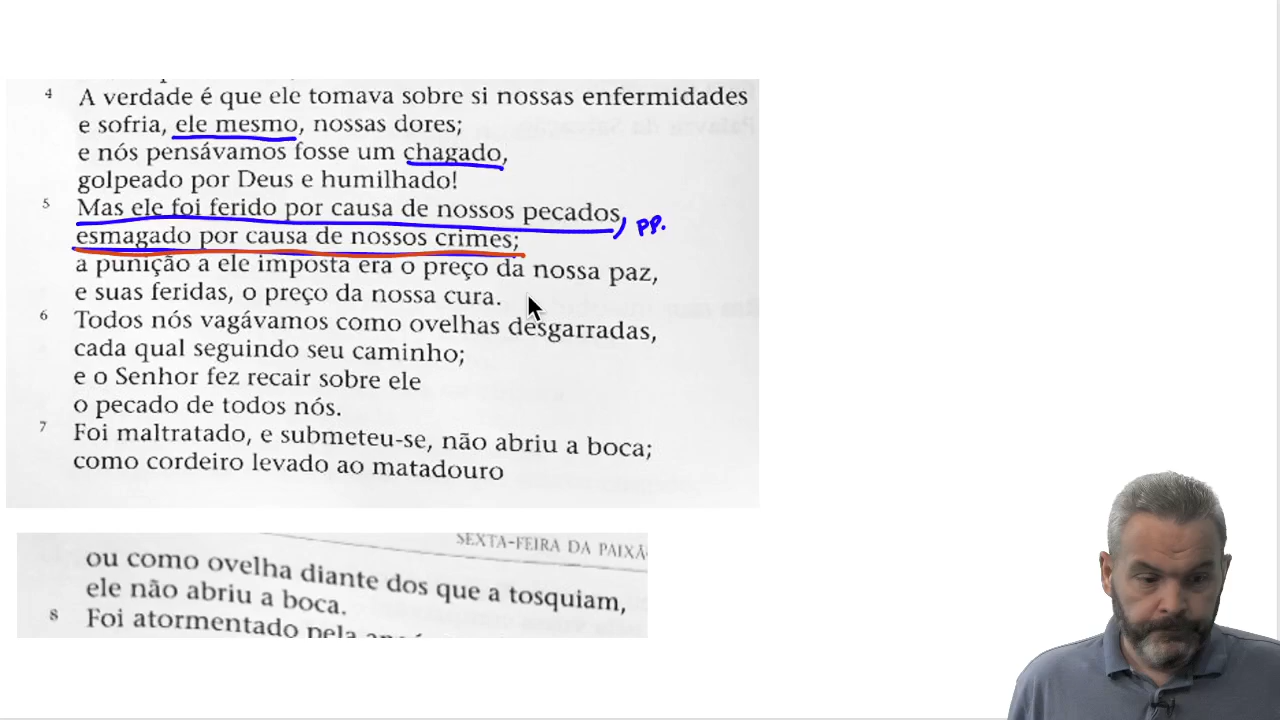 4 A verdade é que ele tomava sobre si nossas enfermidades
e sofria, ele mesmo, nossas dores;
e nós pensávamos fosse um chagado,
golpeado por Deus e humilhado!
5 Mas ele foi ferido por causa de nossos pecados, pp.
esmagado por causa de nossos crimes;
a punição a ele imposta era o preço da nossa paz,
e suas feridas, o preço da nossa cura.
6 Todos nós vagávamos como ovelhas desgarradas,
cada qual seguindo seu caminho;
e o Senhor fez recair sobre ele
o pecado de todos nós.
7 Foi maltratado, e submeteu-se, não abriu a boca;
como cordeiro levado ao matadouro
SEXTA-FEIRA DA PAIXÃ
ou como ovelha diante dos que a tosquiam,
ele não abriu a boca.
8 Foi atormentado pela